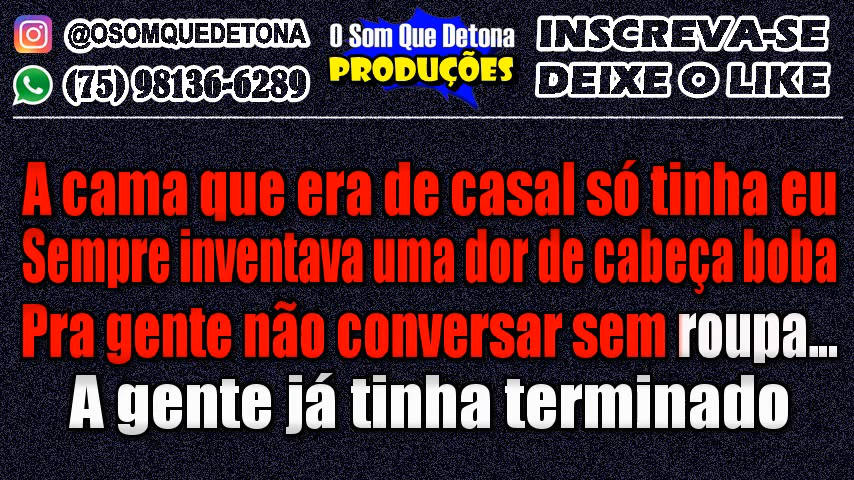 @OSOMQUEDETONA
O Som Que Detona
PRODUÇÕES
INSCREVA-SE
(75) 98136-6289
DEIXE O LIKE
A cama que era de casal só tinha eu
Sempre inventava uma dor de cabeça boba
Pra gente não conversar sem roupa...
A gente já tinha terminado